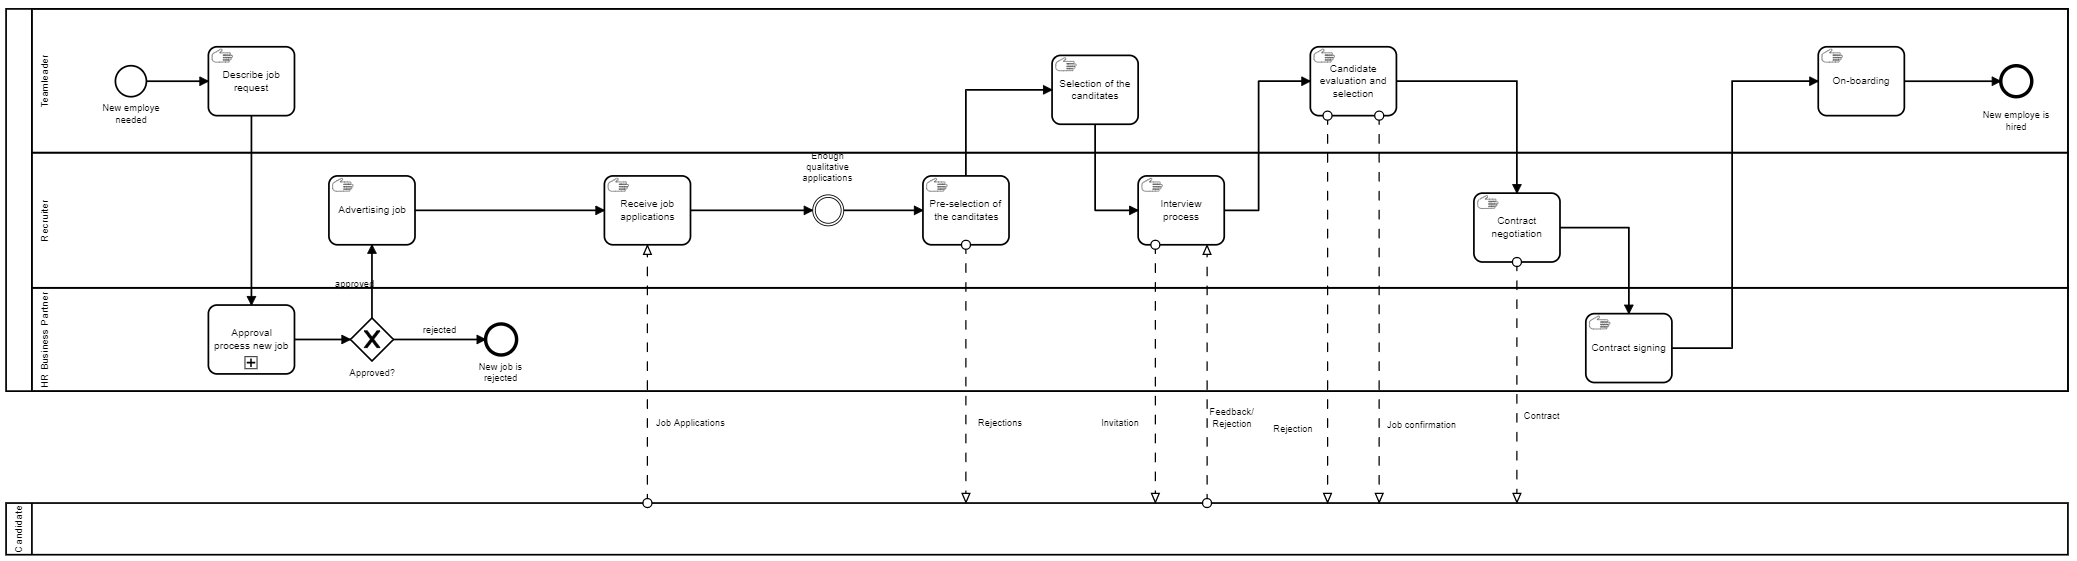 Teamleader
New employe
needed
Describe job
request
Selection of the
canditates
Candidate
evaluation and
selection
On-boarding
New employe is
hired
Recruiter
Advertising job
Receive job
applications
Enough
qualitative
applications
Pre-selection of
the canditates
Interview
process
Contract
negotiation
approved
HR Business Partner
Approval
process new job
Approved?
rejected
New job is
rejected
Contract signing
Job Applications
Rejections
Invitation
Feedback/
Rejection
Rejection
Job confirmation
Contract
Candidate